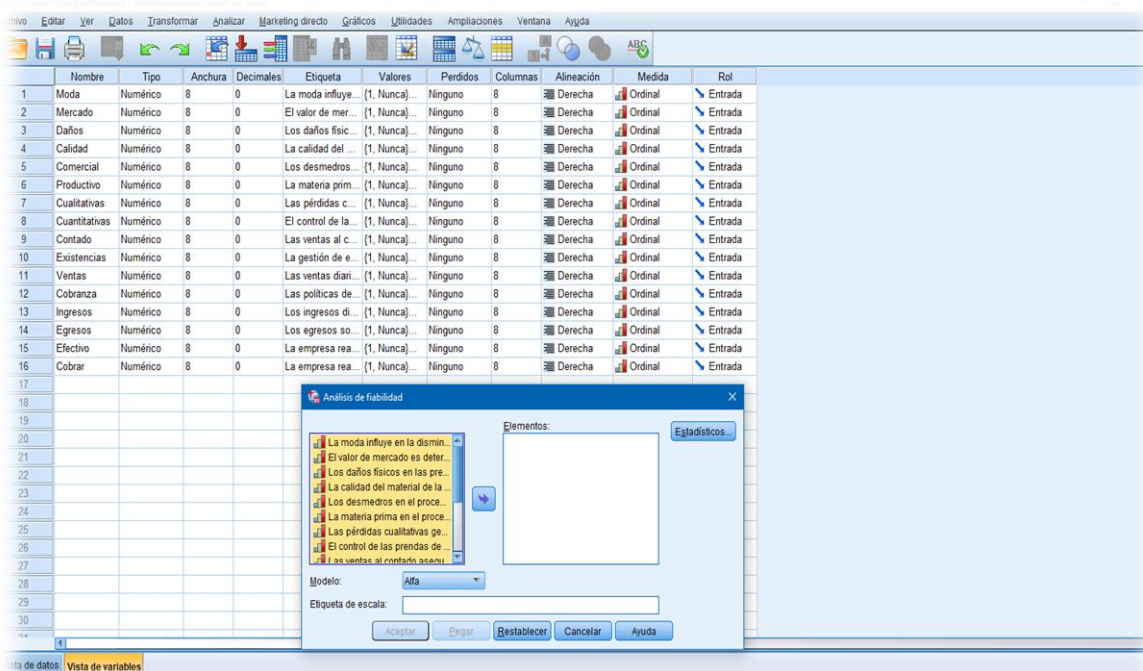 Editar Ver Datos Transformar Analizar Marketing directo Gráficos Utilidades Ampliaciones Ventana Ayuda
Nombre Tipo Anchura Decimales Etiqueta Valores Perdidos Columnas Alineación Medida Rol
1 Moda Numérico 8 0 La moda influye... {1, Nunca}... Ninguno 8 Derecha Ordinal Entrada
2 Mercado Numérico 8 0 El valor de mer... {1, Nunca}... Ninguno 8 Derecha Ordinal Entrada
3 Daños Numérico 8 0 Los daños físic... {1, Nunca}... Ninguno 8 Derecha Ordinal Entrada
4 Calidad Numérico 8 0 La calidad del ... {1, Nunca}... Ninguno 8 Derecha Ordinal Entrada
5 Comercial Numérico 8 0 Los desmedros... {1, Nunca}... Ninguno 8 Derecha Ordinal Entrada
6 Productivo Numérico 8 0 La materia prim... {1, Nunca}... Ninguno 8 Derecha Ordinal Entrada
7 Cualitativas Numérico 8 0 Las pérdidas c... {1, Nunca}... Ninguno 8 Derecha Ordinal Entrada
8 Cuantitativas Numérico 8 0 El control de la... {1, Nunca}... Ninguno 8 Derecha Ordinal Entrada
9 Contado Numérico 8 0 Las ventas al c... {1, Nunca}... Ninguno 8 Derecha Ordinal Entrada
10 Existencias Numérico 8 0 La gestión de e... {1, Nunca}... Ninguno 8 Derecha Ordinal Entrada
11 Ventas Numérico 8 0 Las ventas diari... {1, Nunca}... Ninguno 8 Derecha Ordinal Entrada
12 Cobranza Numérico 8 0 Las políticas de... {1, Nunca}... Ninguno 8 Derecha Ordinal Entrada
13 Ingresos Numérico 8 0 Los ingresos di... {1, Nunca}... Ninguno 8 Derecha Ordinal Entrada
14 Egresos Numérico 8 0 Los egresos so... {1, Nunca}... Ninguno 8 Derecha Ordinal Entrada
15 Efectivo Numérico 8 0 La empresa rea... {1, Nunca}... Ninguno 8 Derecha Ordinal Entrada
16 Cobrar Numérico 8 0 La empresa rea... {1, Nunca}... Ninguno 8 Derecha Ordinal Entrada
17
18
19
20
21
22
23
24
25
26
27
28
29
30
Análisis de fiabilidad
Elementos:
Estadísticos...
La moda influye en la dismin...
El valor de mercado es deter...
Los daños físicos en las pre...
La calidad del material de la ...
Los desmedros en el proce...
La materia prima en el proce...
Las pérdidas cualitativas ge...
El control de las prendas de ...
Las ventas al contado asegu...
Modelo: Alfa
Etiqueta de escala:
Aceptar Pegar Restablecer Cancelar Ayuda
de datos Vista de variables